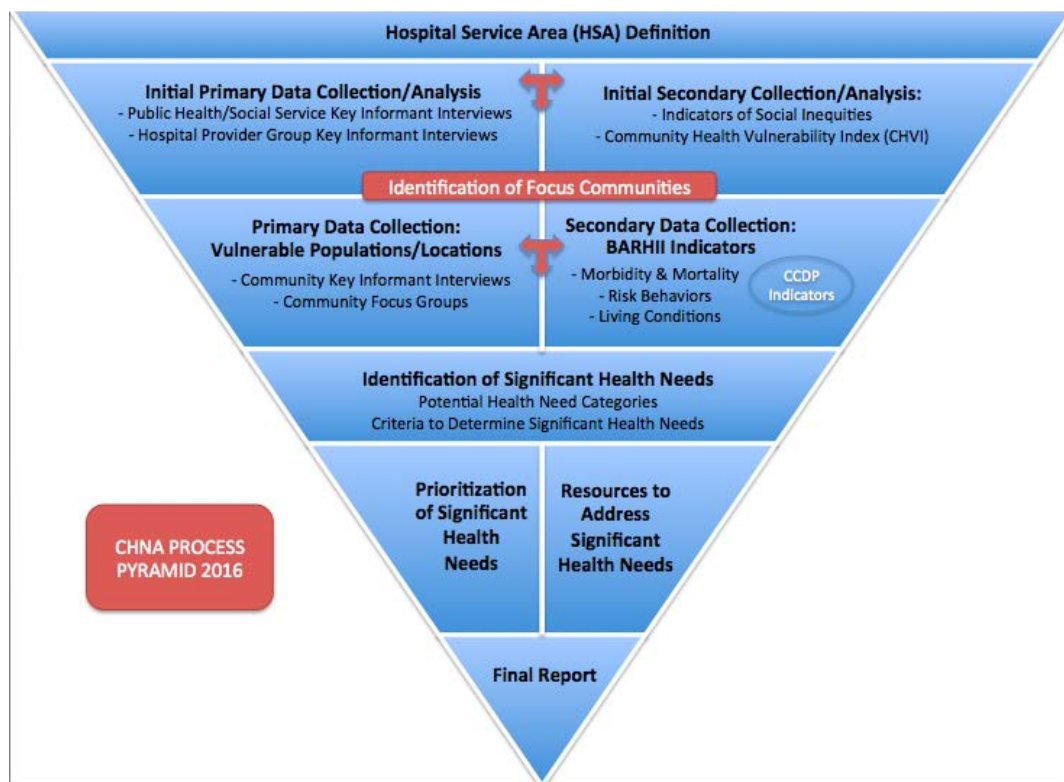 Hospital Service Area (HSA) Definition
Initial Primary Data Collection/Analysis
- Public Health/Social Service Key Informant Interviews
- Hospital Provider Group Key Informant Interviews
Initial Secondary Collection/Analysis:
- Indicators of Social Inequities
- Community Health Vulnerability Index (CHVI)
Identification of Focus Communities
Primary Data Collection:
Vulnerable Populations/Locations
- Community Key Informant Interviews
- Community Focus Groups
Secondary Data Collection:
BARHII Indicators
- Morbidity & Mortality
- Risk Behaviors
- Living Conditions
CCDP
Indicators
Identification of Significant Health Needs
Potential Health Need Categories
Criteria to Determine Significant Health Needs
Prioritization
of Significant
Health
Needs
Resources to
Address
Significant
Health Needs
CHNA PROCESS
PYRAMID 2016
Final Report